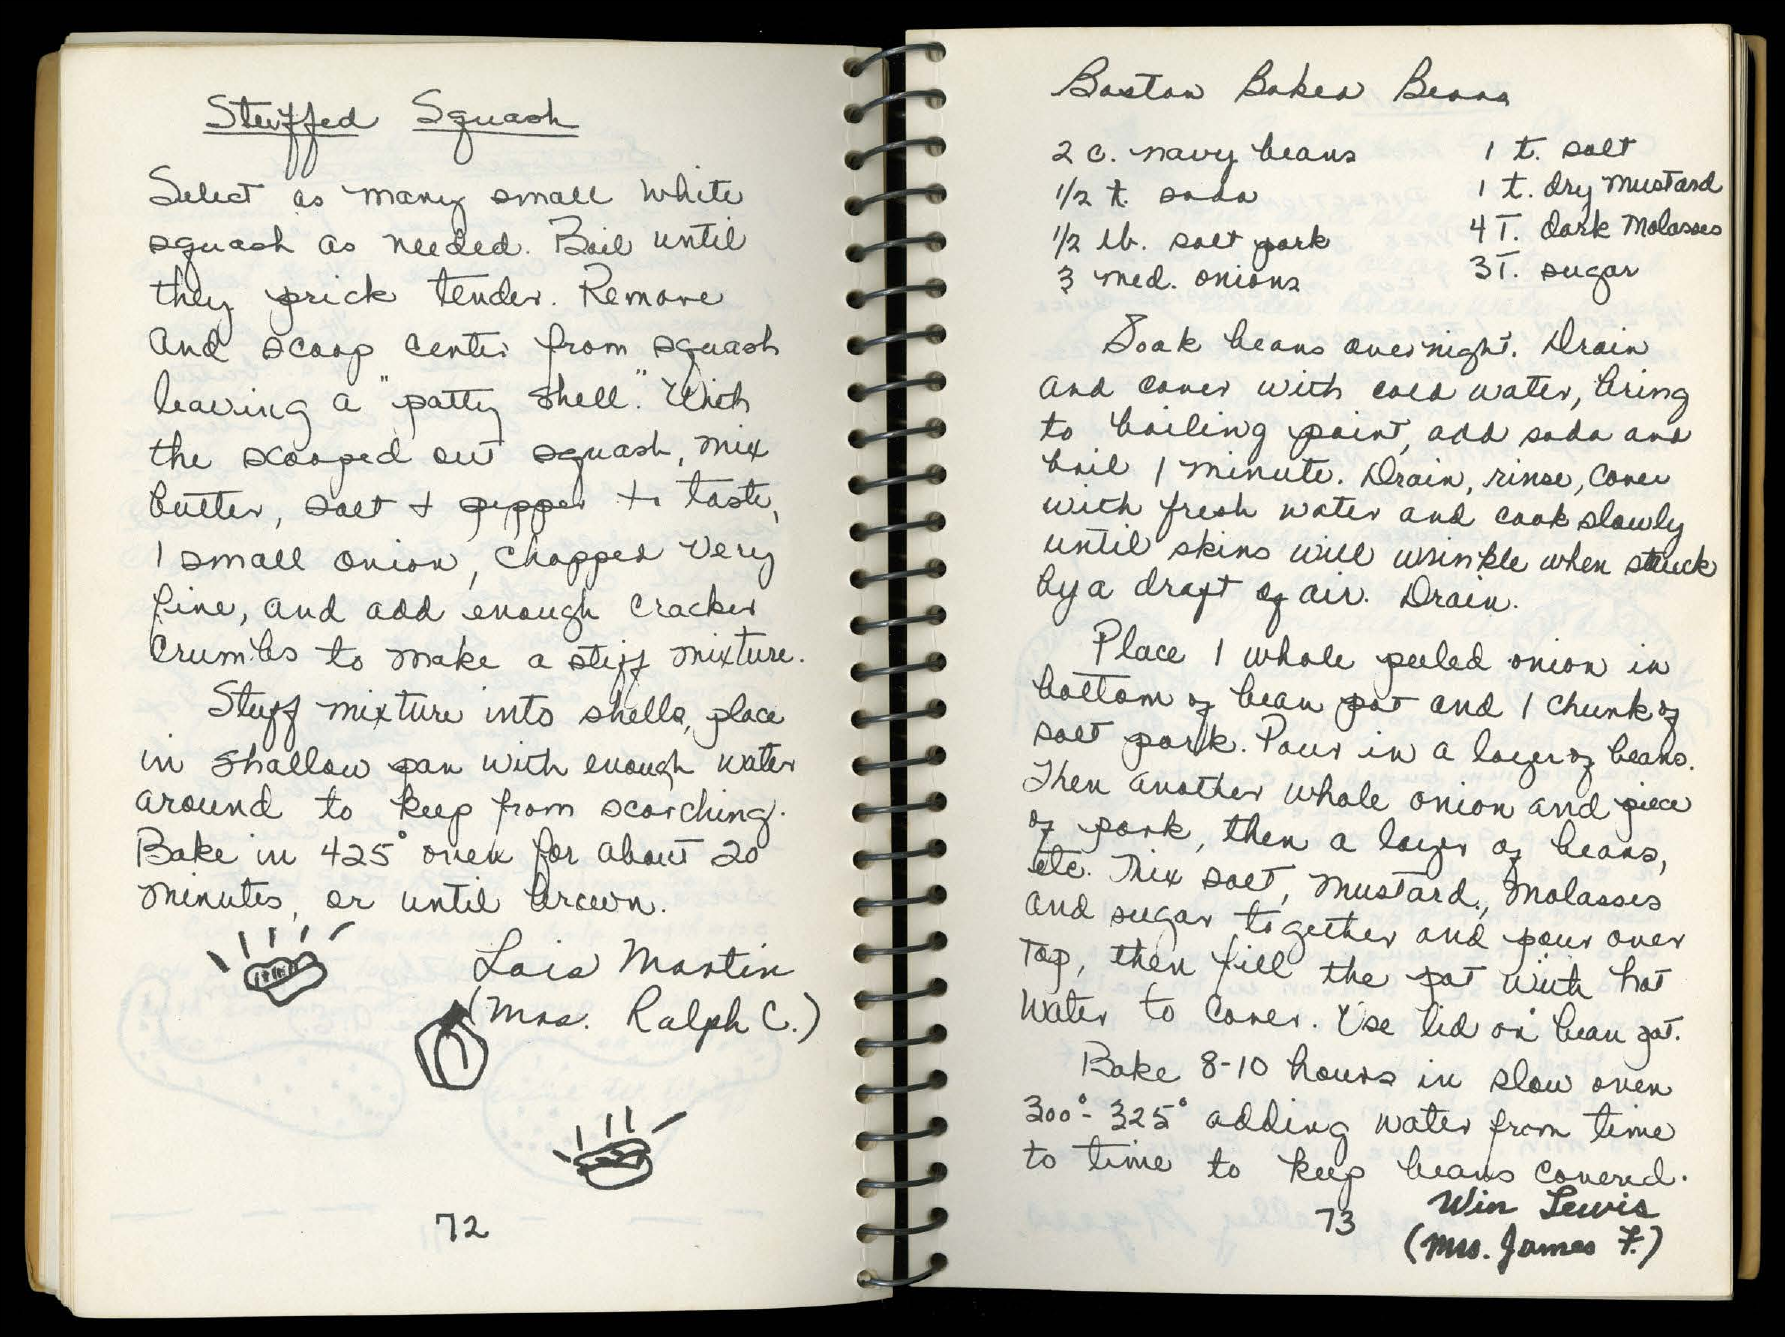 Stuffed Squash
Select as many small white
squash as needed. Boil until
they prick tender. Remove
and scoop center from squash
leaving a "patty shell." With
the scooped out squash, mix
butter, salt + pepper to taste,
1 small onion, chopped very
fine, and add enough cracker
crumbs to make a stiff mixture.
Stuff mixture into shells, place
in shallow pan with enough water
around to keep from scorching.
Bake in 425° oven for about 20
minutes, or until brown.
Lois Martin
(Mrs. Ralph C.)
72
Boston Baked Beans
2 c. navy beans 1 t. salt
1/2 t. soda 1 t. dry mustard
1/2 lb. salt pork 4 T. dark molasses
3 med. onions 3 T. sugar
Soak beans overnight. Drain
and cover with cold water, bring
to boiling point, add soda and
boil 1 minute. Drain, rinse, cover
with fresh water and cook slowly
until skins will wrinkle when struck
by a draft of air. Drain.
Place 1 whole peeled onion in
bottom of bean pot and 1 chunk of
salt pork. Pour in a layer of beans.
Then another whole onion and piece
of pork, then a layer of beans,
etc. Mix salt, mustard, molasses
and sugar together and pour over
top, then fill the pot with hot
water to cover. Use lid on bean pot.
Bake 8-10 hours in slow oven
300°-325° adding water from time
to time to keep beans covered.
Win Lewis
73
(Mrs. James F.)